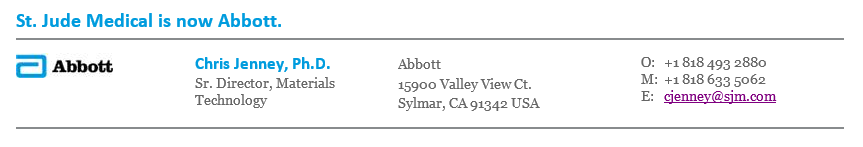 St. Jude Medical is now Abbott.
Abbott
Chris Jenney, Ph.D.
Sr. Director, Materials
Technology
Abbott
15900 Valley View Ct.
Sylmar, CA 91342 USA
O: +1 818 493 2880
M: +1 818 633 5062
E: cjenney@sjm.com